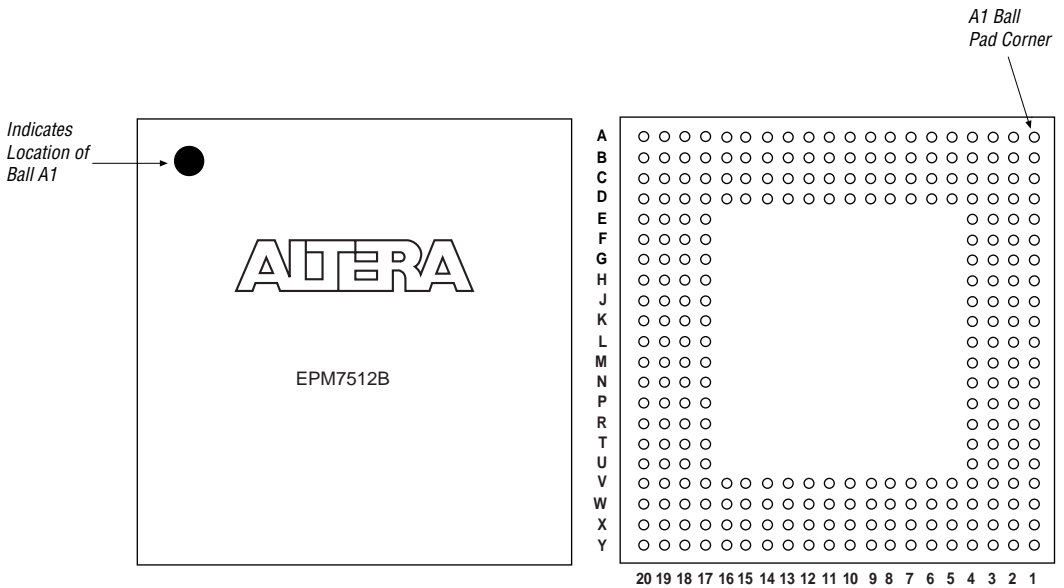 A1 Ball
Pad Corner
Indicates
Location of
Ball A1
ALTERA
EPM7512B
A
B
C
D
E
F
G
H
J
K
L
M
N
P
R
T
U
V
W
X
Y
20 19 18 17 16 15 14 13 12 11 10 9 8 7 6 5 4 3 2 1